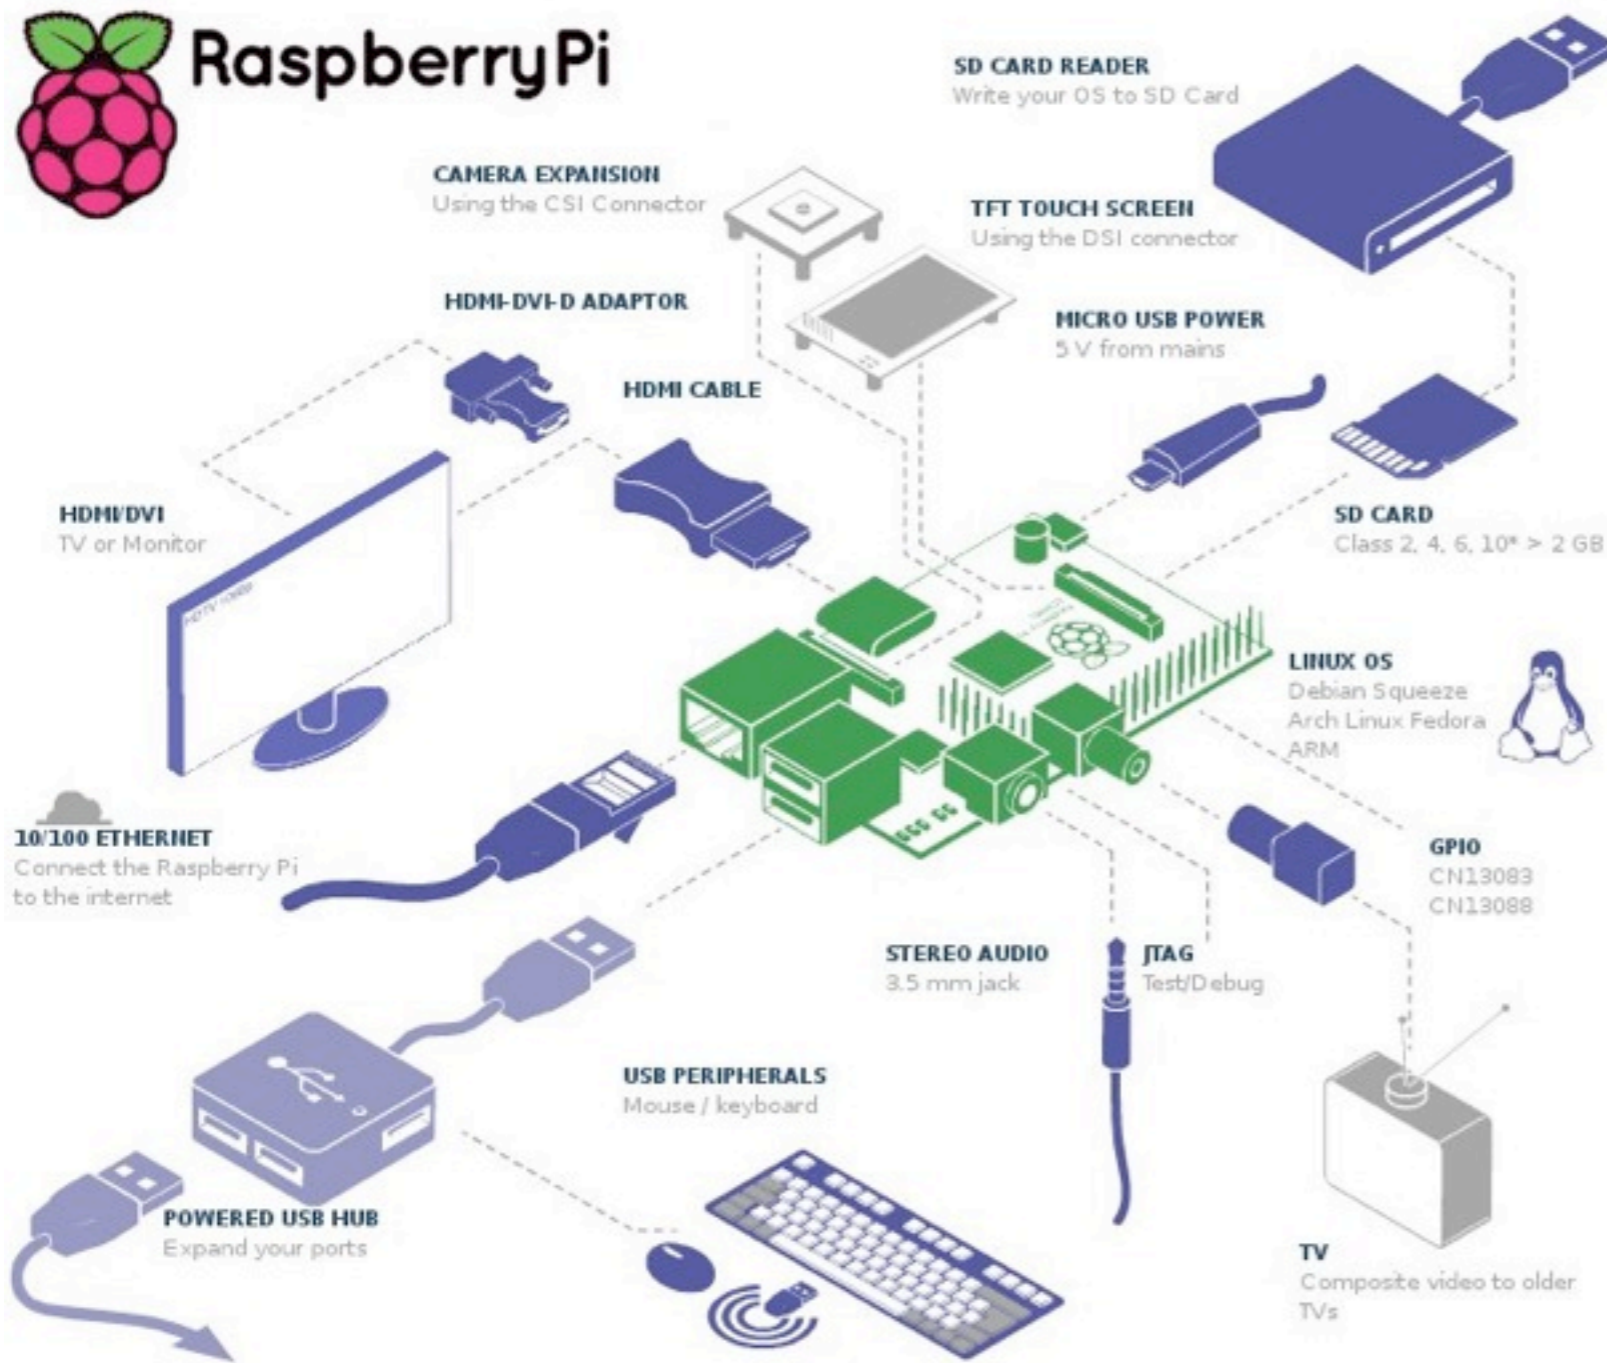 RaspberryPi
SD CARD READER
Write your OS to SD Card
CAMERA EXPANSION
Using the CSI Connector
TFT TOUCH SCREEN
Using the DSI connector
HDMI-DVI-D ADAPTOR
MICRO USB POWER
5 V from mains
HDMI CABLE
HDMI/DVI
TV or Monitor
SD CARD
Class 2, 4, 6, 10* > 2 GB
LINUX OS
Debian Squeeze
Arch Linux Fedora
ARM
10/100 ETHERNET
Connect the Raspberry Pi
to the internet
GPIO
CN13083
CN13088
STEREO AUDIO
3.5 mm jack
JTAG
Test/Debug
USB PERIPHERALS
Mouse / keyboard
POWERED USB HUB
Expand your ports
TV
Composite video to older
TVs